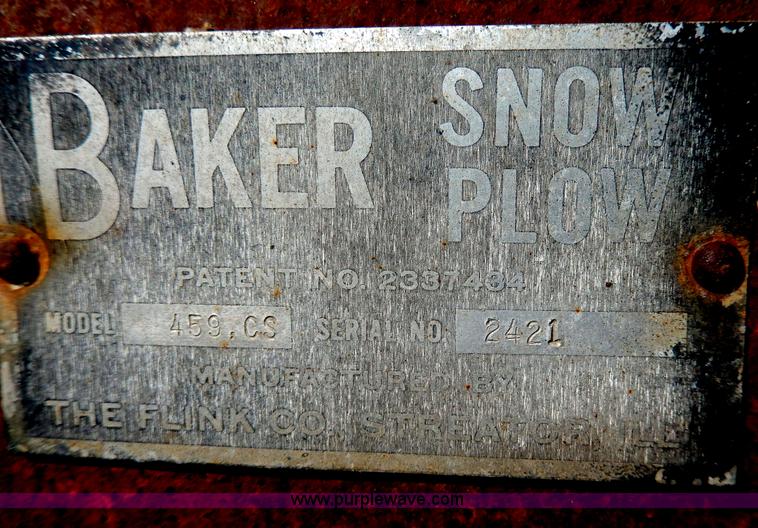 BAKER SNOW PLOW
PATENT NO. 2337434
MODEL 459.CS SERIAL NO. 2421
MANUFACTURED BY
THE FLINK CO., STREATOR, ILL
www.purplewave.com